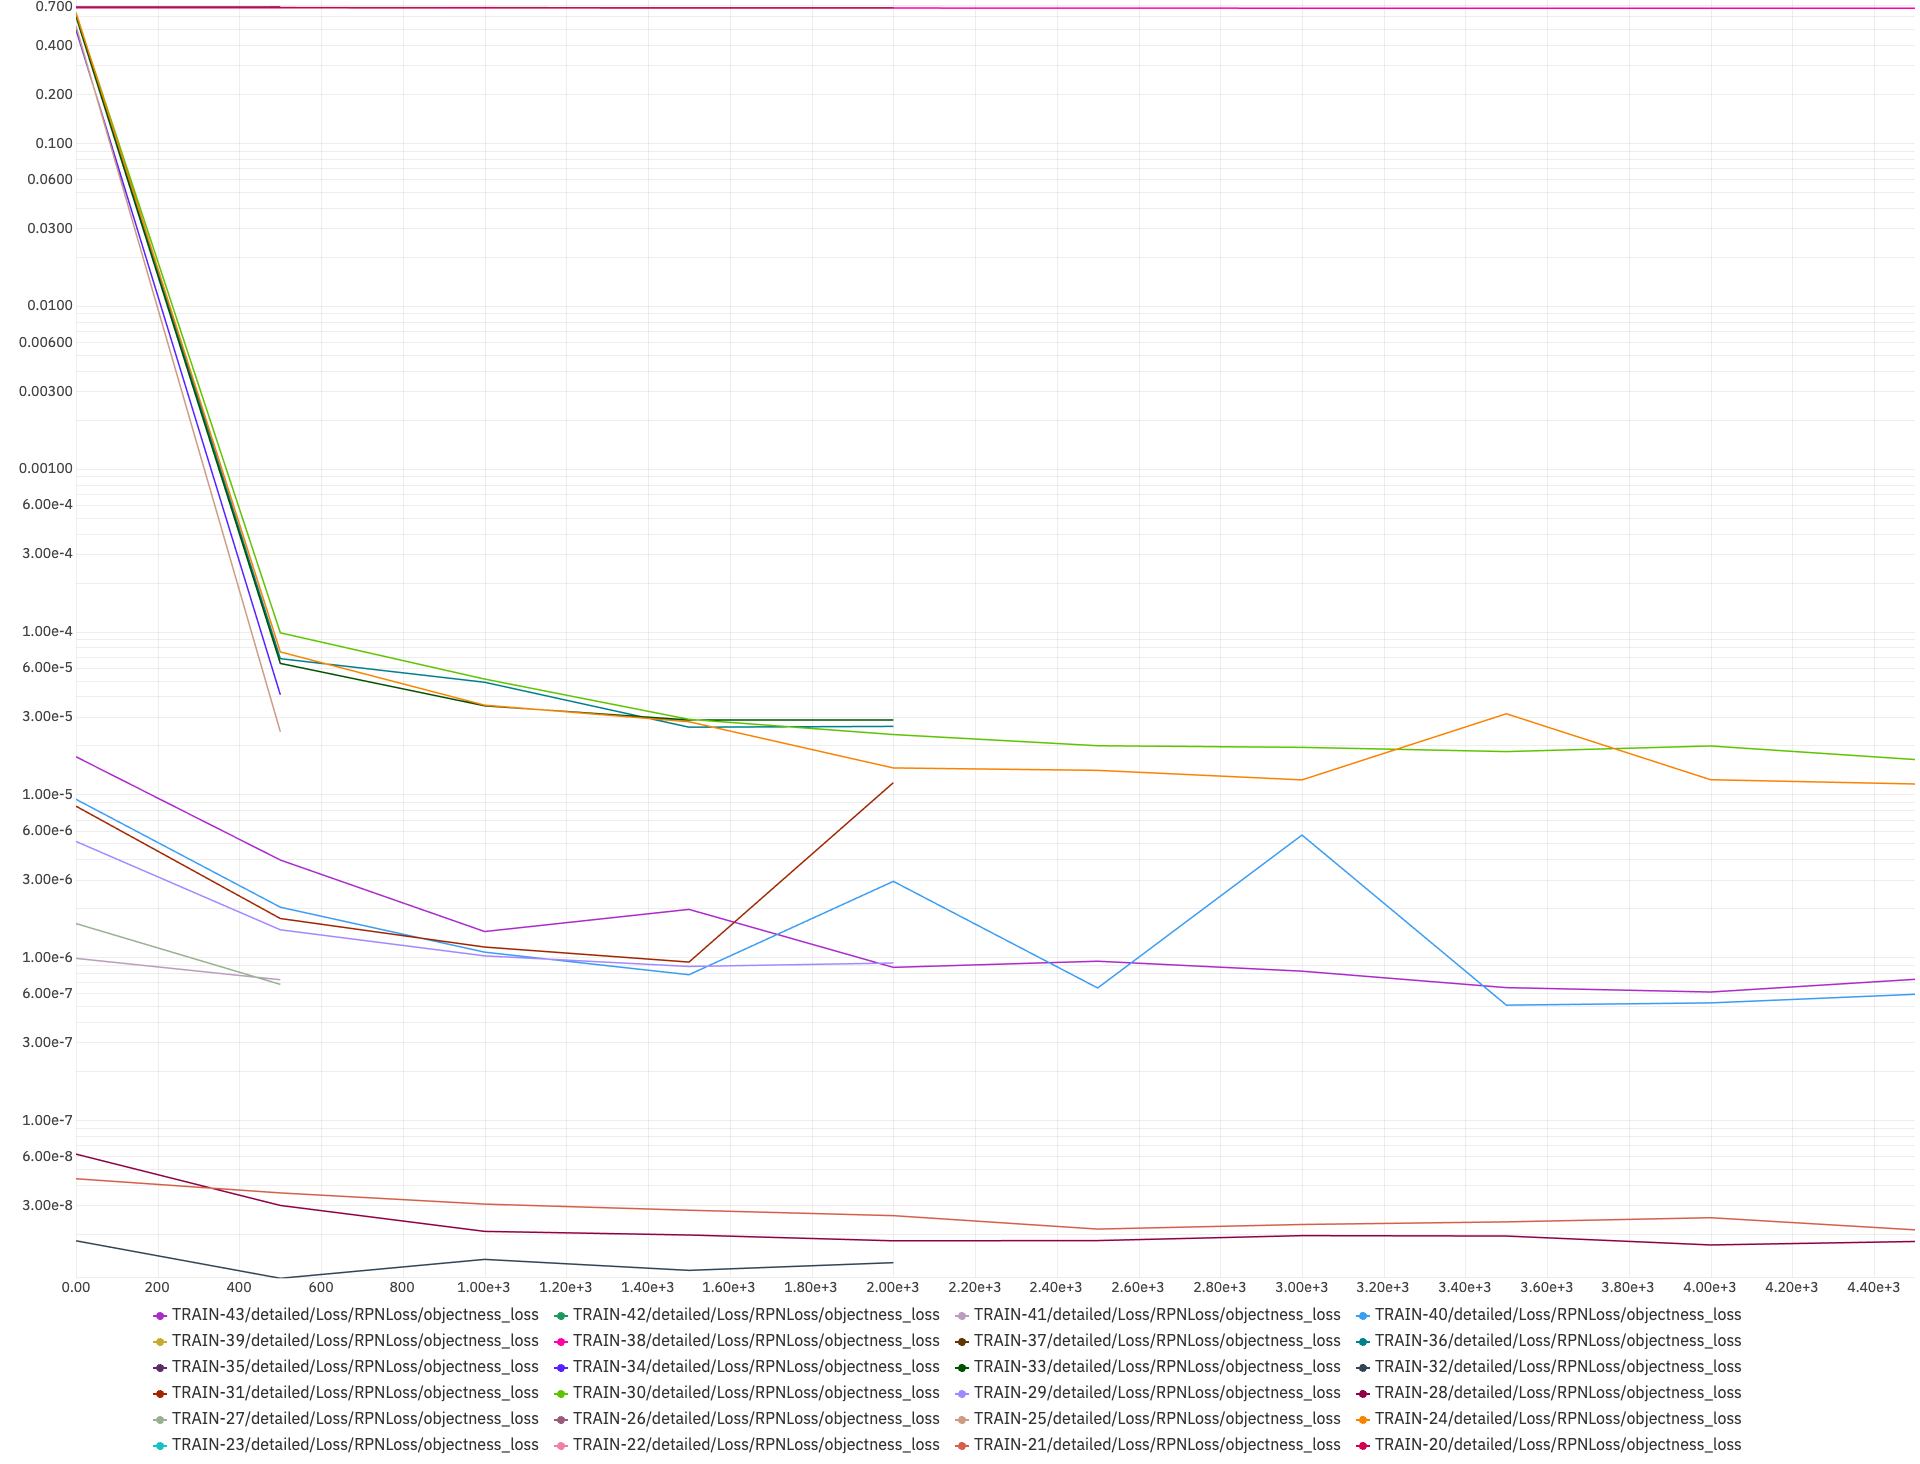 0.700
0.400
0.200
0.100
0.0600
0.0300
0.0100
0.00600
0.00300
0.00100
6.00e-4
3.00e-4
1.00e-4
6.00e-5
3.00e-5
1.00e-5
6.00e-6
3.00e-6
1.00e-6
6.00e-7
3.00e-7
1.00e-7
6.00e-8
3.00e-8
0.00 200 400 600 800 1.00e+3 1.20e+3 1.40e+3 1.60e+3 1.80e+3 2.00e+3 2.20e+3 2.40e+3 2.60e+3 2.80e+3 3.00e+3 3.20e+3 3.40e+3 3.60e+3 3.80e+3 4.00e+3 4.20e+3 4.40e+3
TRAIN-43/detailed/Loss/RPNLoss/objectness_loss TRAIN-42/detailed/Loss/RPNLoss/objectness_loss TRAIN-41/detailed/Loss/RPNLoss/objectness_loss TRAIN-40/detailed/Loss/RPNLoss/objectness_loss
TRAIN-39/detailed/Loss/RPNLoss/objectness_loss TRAIN-38/detailed/Loss/RPNLoss/objectness_loss TRAIN-37/detailed/Loss/RPNLoss/objectness_loss TRAIN-36/detailed/Loss/RPNLoss/objectness_loss
TRAIN-35/detailed/Loss/RPNLoss/objectness_loss TRAIN-34/detailed/Loss/RPNLoss/objectness_loss TRAIN-33/detailed/Loss/RPNLoss/objectness_loss TRAIN-32/detailed/Loss/RPNLoss/objectness_loss
TRAIN-31/detailed/Loss/RPNLoss/objectness_loss TRAIN-30/detailed/Loss/RPNLoss/objectness_loss TRAIN-29/detailed/Loss/RPNLoss/objectness_loss TRAIN-28/detailed/Loss/RPNLoss/objectness_loss
TRAIN-27/detailed/Loss/RPNLoss/objectness_loss TRAIN-26/detailed/Loss/RPNLoss/objectness_loss TRAIN-25/detailed/Loss/RPNLoss/objectness_loss TRAIN-24/detailed/Loss/RPNLoss/objectness_loss
TRAIN-23/detailed/Loss/RPNLoss/objectness_loss TRAIN-22/detailed/Loss/RPNLoss/objectness_loss TRAIN-21/detailed/Loss/RPNLoss/objectness_loss TRAIN-20/detailed/Loss/RPNLoss/objectness_loss